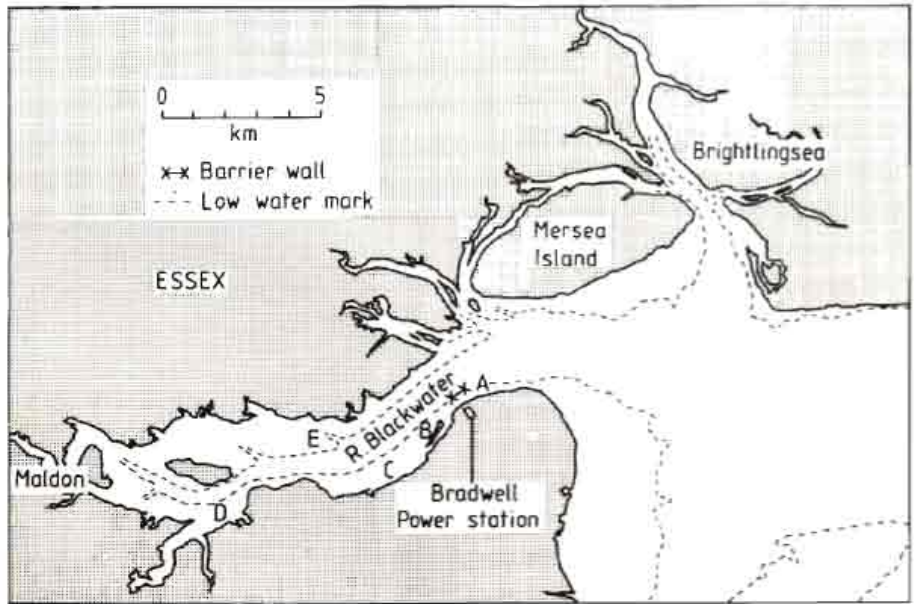 0 5
km
Barrier wall
Low water mark
Brightlingsea
Mersea
Island
ESSEX
R Blackwater
A
B
E
C
Maldon
D
Bradwell
Power station